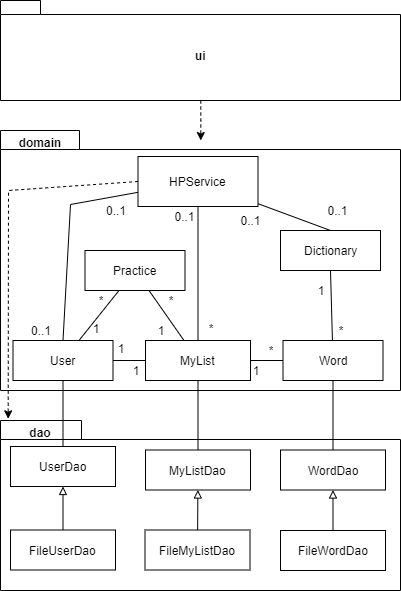 ui
domain
HPService
0..1
0..1
0..1
0..1
Dictionary
Practice
*
*
1
1
1
0..1
*
*
*
User
1
1
MyList
1
Word
dao
UserDao
MyListDao
WordDao
FileUserDao
FileMyListDao
FileWordDao